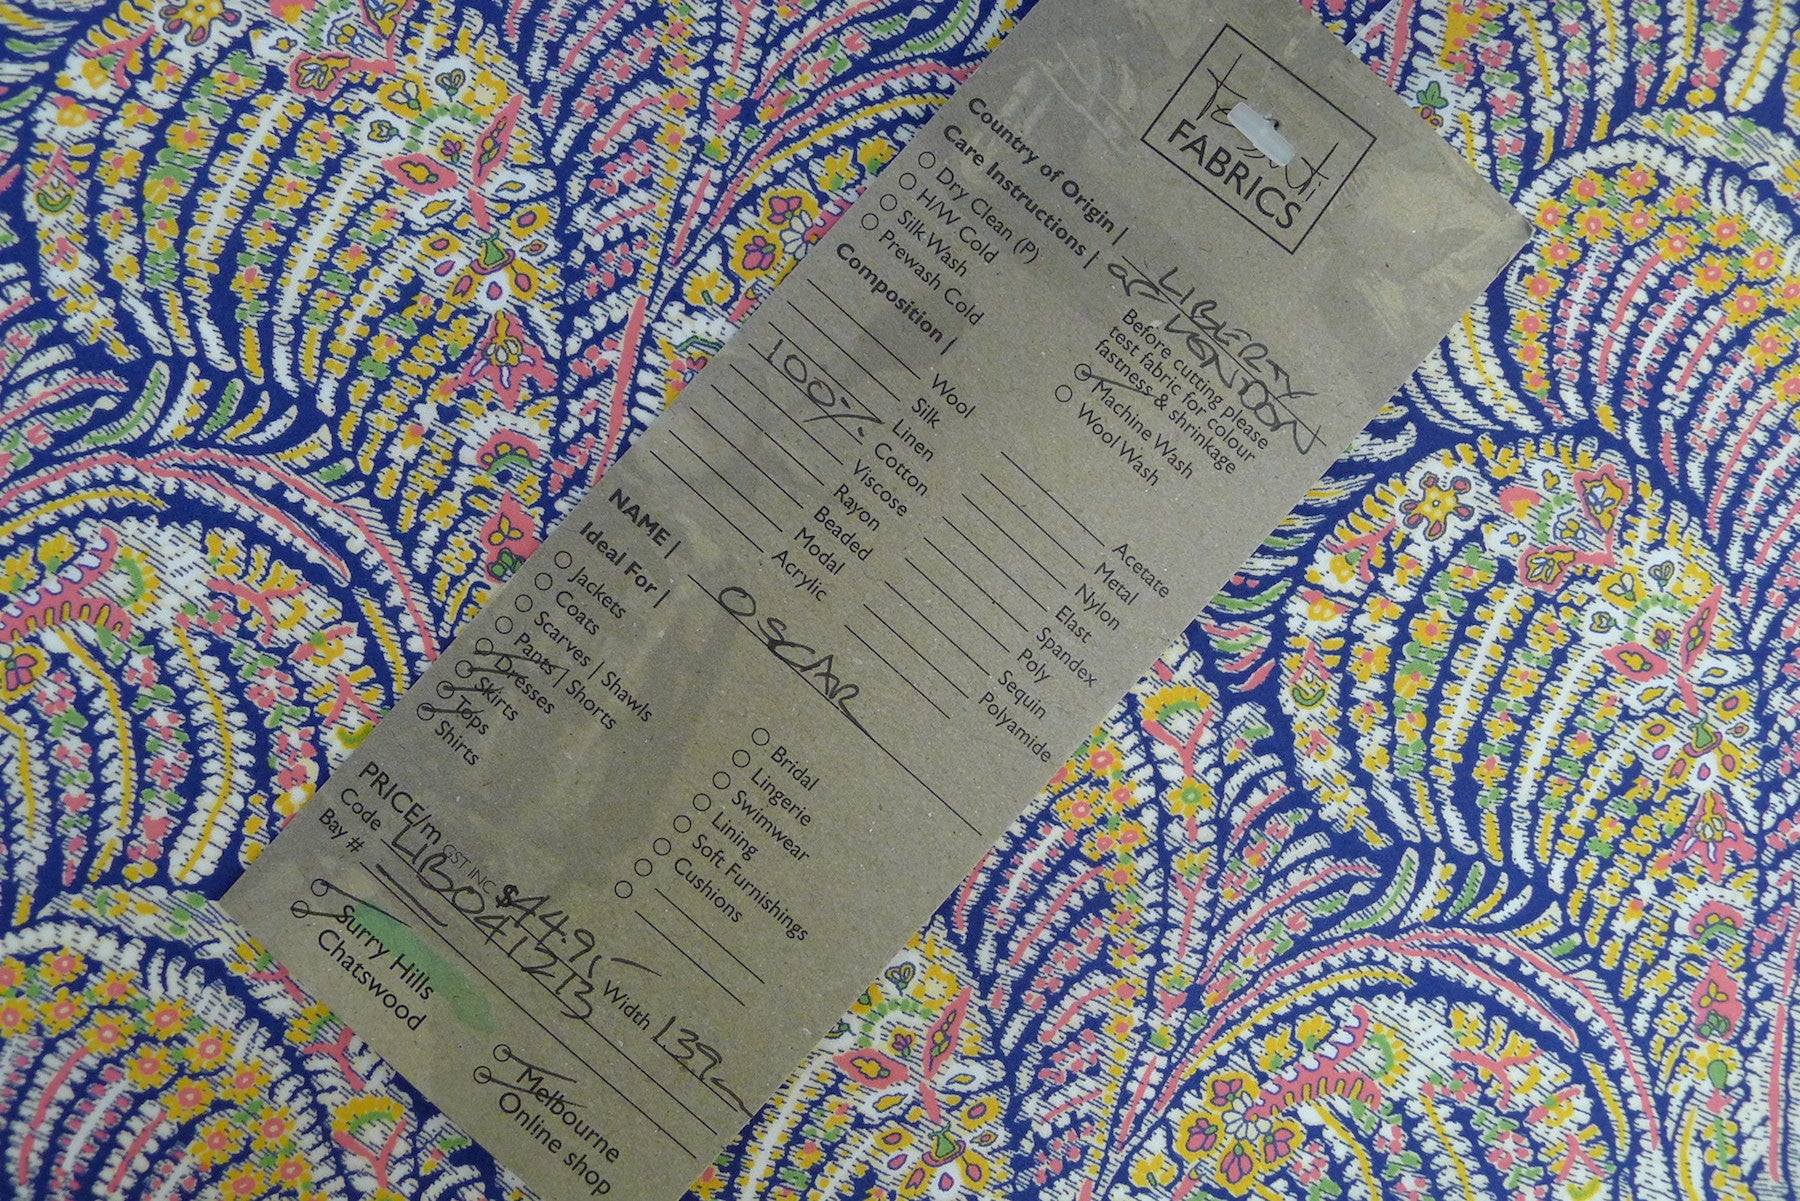 FABRICS
Country of Origin | LIBERTY
OF LONDON
Care Instructions |
Dry Clean (P)
H/W Cold
Silk Wash
Prewash Cold
Before cutting please
test fabric for colour
fastness & shrinkage
Machine Wash
Wool Wash
Composition |
Wool
Silk
Linen
100% Cotton
Viscose
Rayon
Beaded
Modal
Acrylic
Acetate
Metal
Nylon
Elast
Spandex
Poly
Sequin
Polyamide
NAME | OSCAR
Ideal For |
Jackets
Coats
Scarves | Shawls
Pants | Shorts
Dresses
Skirts
Tops
Shirts
Bridal
Lingerie
Swimwear
Lining
Soft Furnishings
Cushions
PRICE/m GST INC $44.95 Width 139
Code LIB041213
Bay #
Surry Hills
Chatswood
Melbourne
Online shop